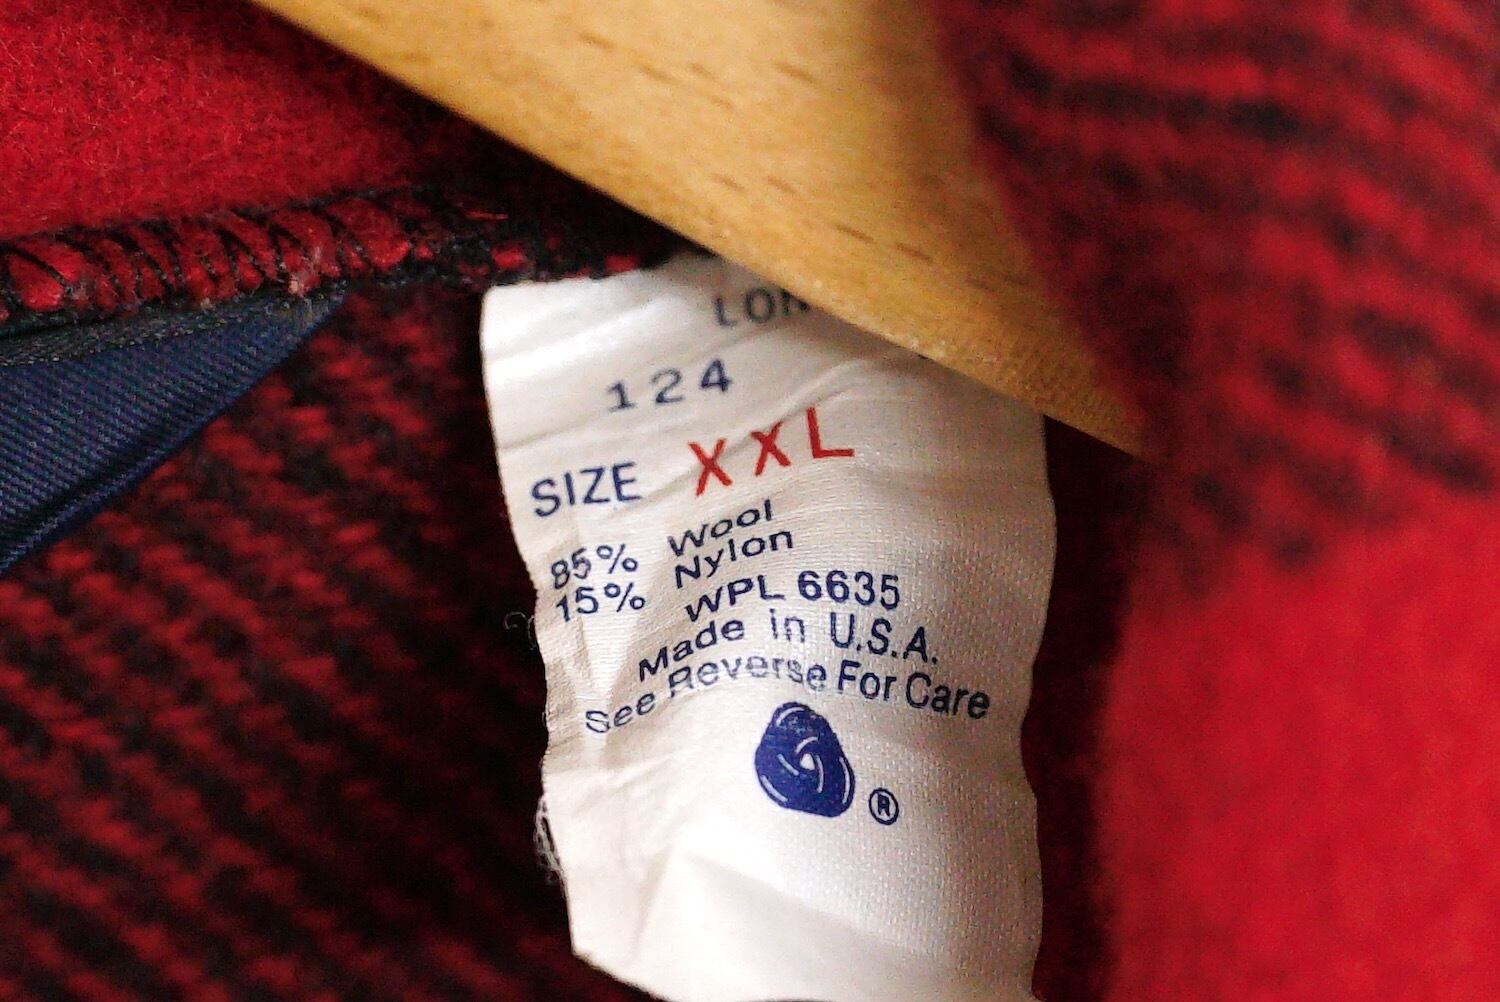 124
SIZE XXL
85% Wool
15% Nylon
WPL 6635
Made in U.S.A.
See Reverse For Care
®